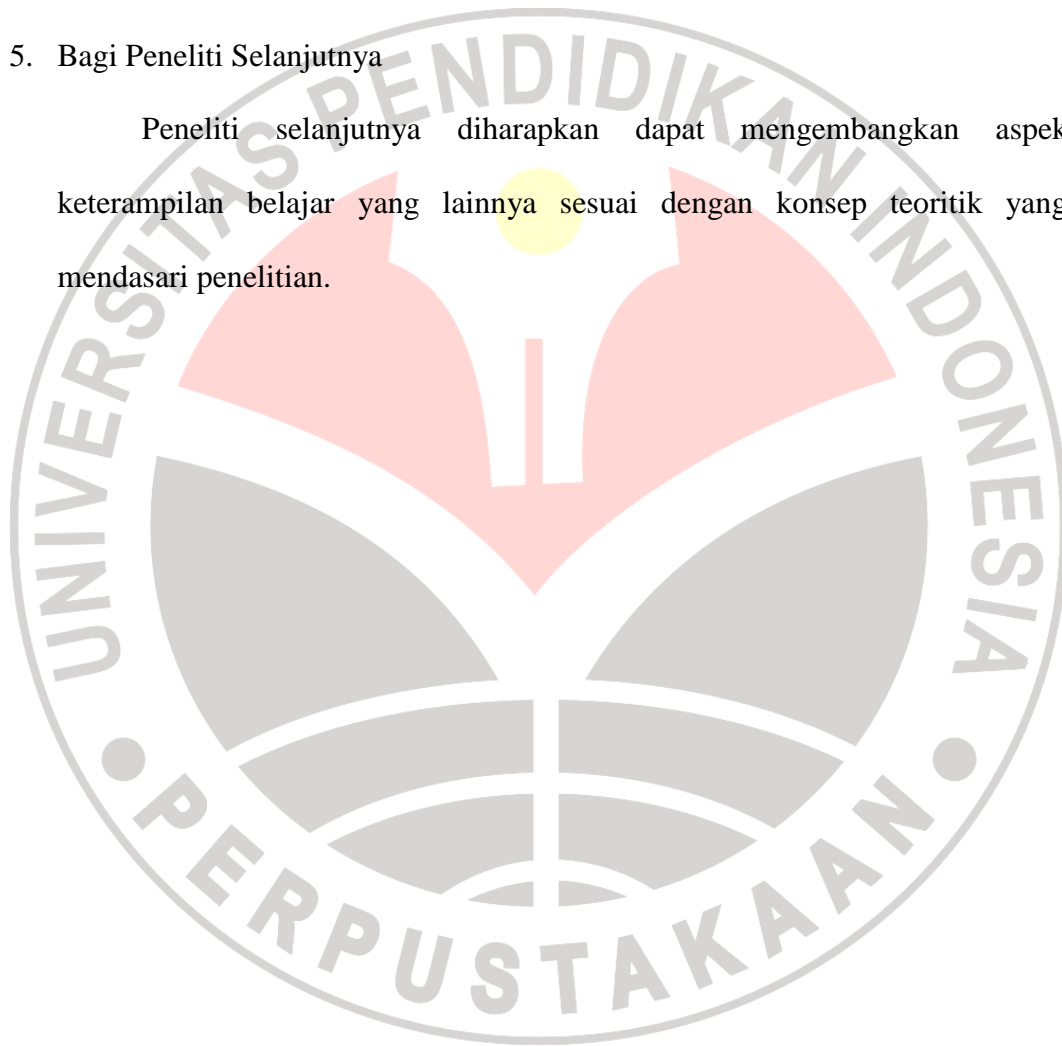 5. Bagi Peneliti Selanjutnya
Peneliti selanjutnya diharapkan dapat mengembangkan aspek
keterampilan belajar yang lainnya sesuai dengan konsep teoritik yang
mendasari penelitian.
UNIVERSITAS PENDIDIKAN INDONESIA
PERPUSTAKAAN